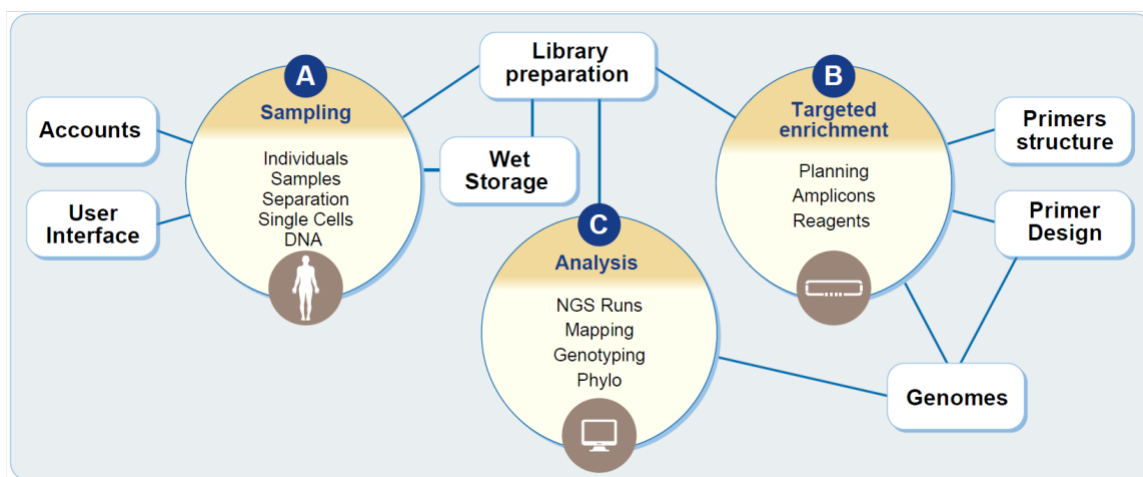 Accounts
User
Interface
A
Sampling
Individuals
Samples
Separation
Single Cells
DNA
Library
preparation
Wet
Storage
C
Analysis
NGS Runs
Mapping
Genotyping
Phylo
B
Targeted
enrichment
Planning
Amplicons
Reagents
Primers
structure
Primer
Design
Genomes